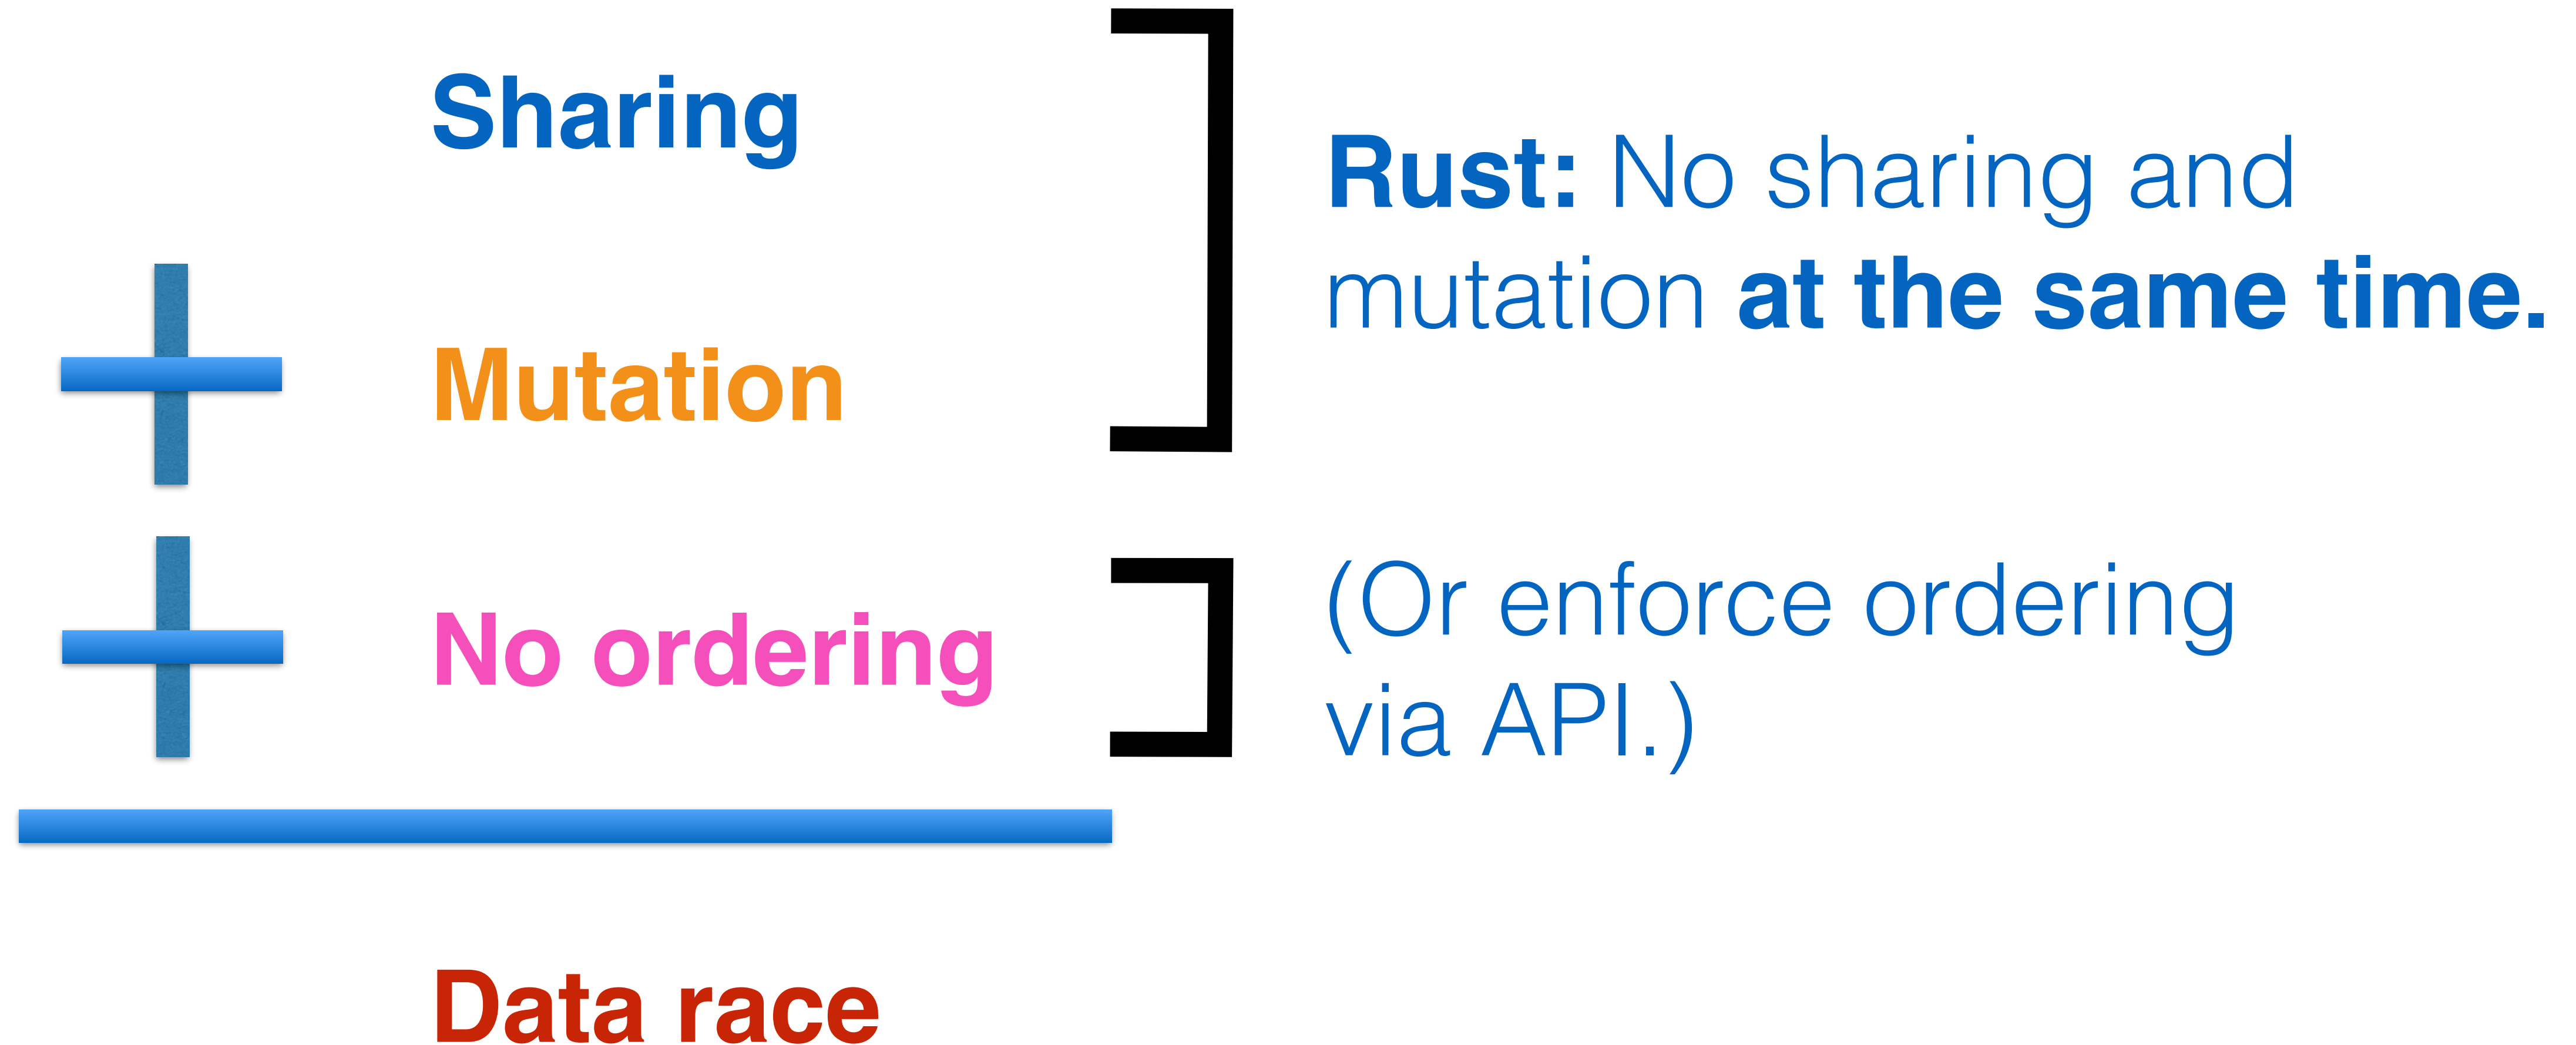 Sharing
Mutation
No ordering
Data race
Rust: No sharing and
mutation at the same time.
(Or enforce ordering
via API.)